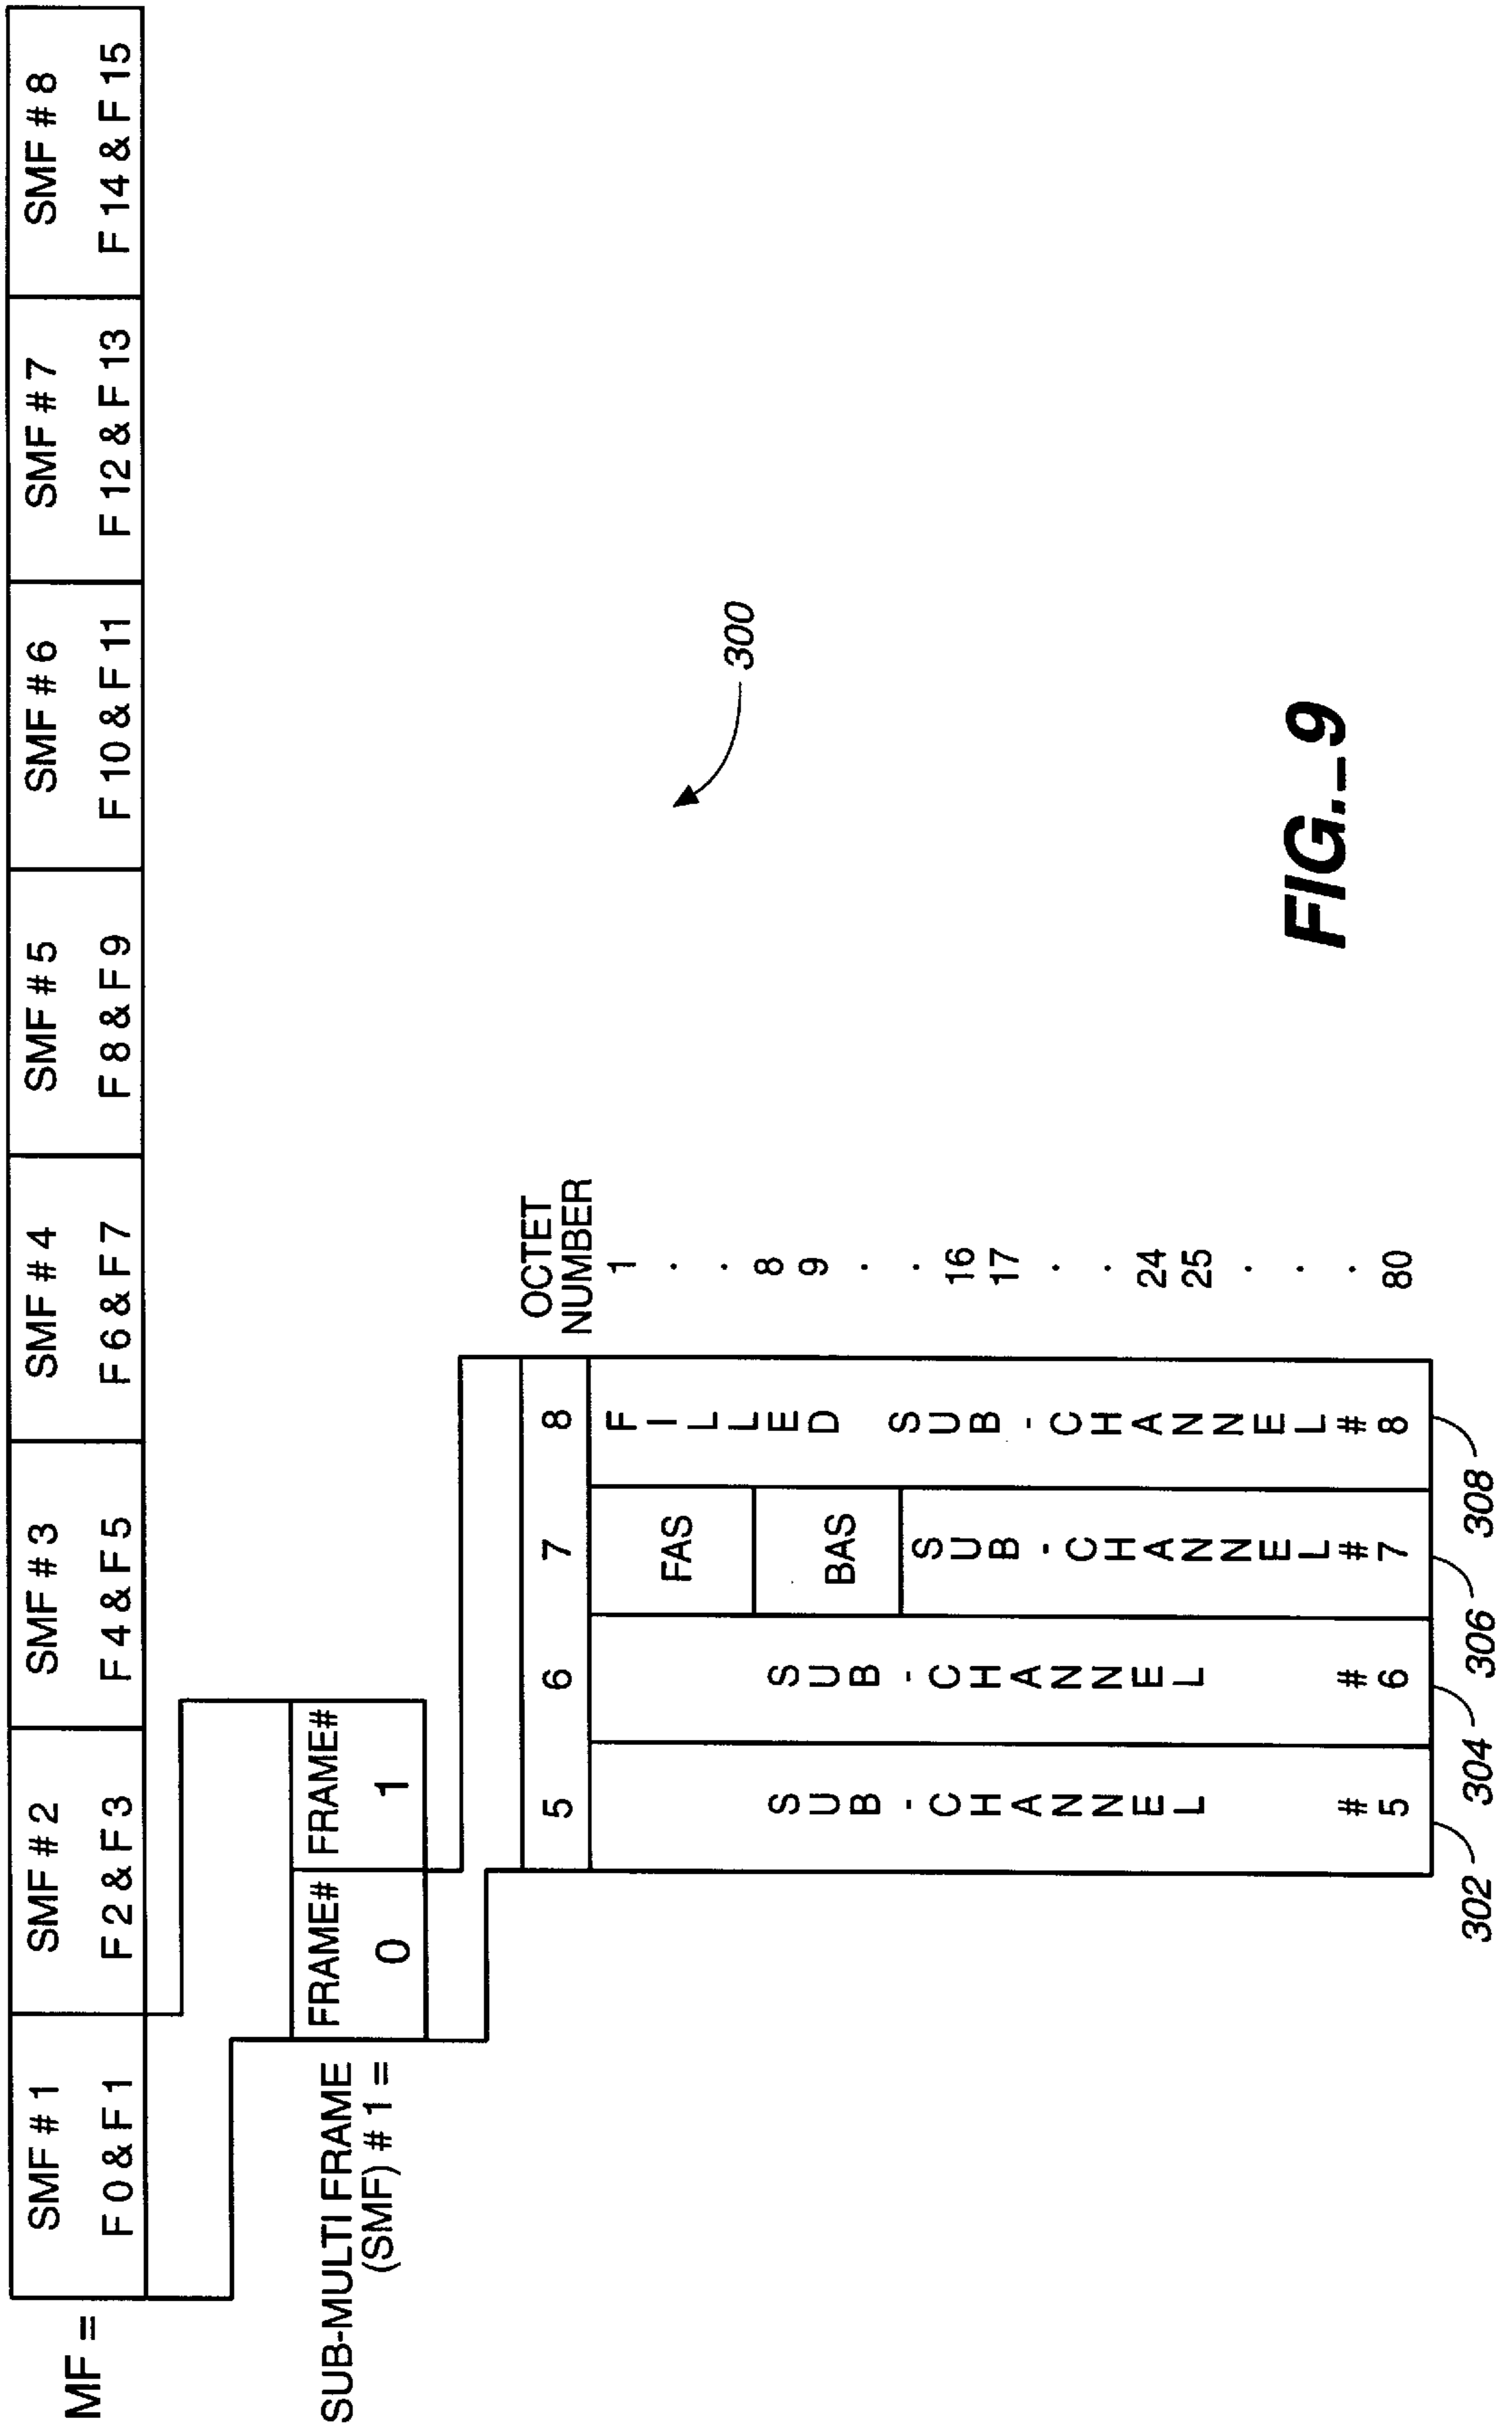 MF =
SMF # 1
F 0 & F 1
SMF # 2
F 2 & F 3
SMF # 3
F 4 & F 5
SMF # 4
F 6 & F 7
SMF # 5
F 8 & F 9
SMF # 6
F 10 & F 11
SMF # 7
F 12 & F 13
SMF # 8
F 14 & F 15
SUB-MULTI FRAME
(SMF) # 1 =
FRAME#
0
FRAME#
1
5
6
7
8
OCTET
NUMBER
SUB-CHANNEL #5
SUB-CHANNEL #6
FAS
BAS
SUB-CHANNEL#7
FILLED SUB-CHANNEL#8
1
.
.
8
9
.
.
16
17
.
.
24
25
.
.
.
80
302
304
306
308
300
FIG._9